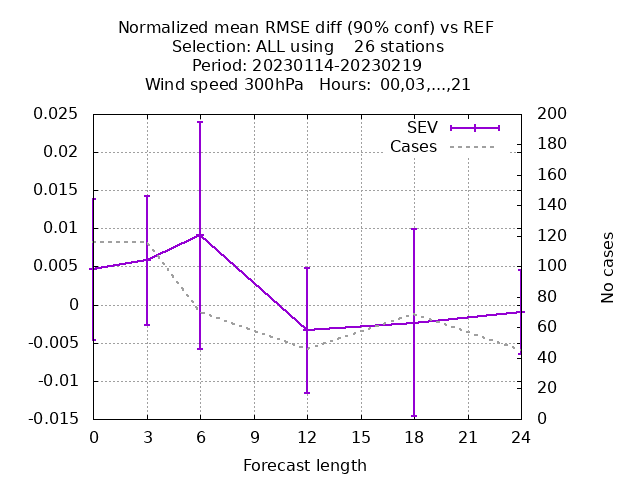 Normalized mean RMSE diff (90% conf) vs REF
Selection: ALL using    26 stations
Period: 20230114-20230219
Wind speed 300hPa   Hours:  00,03,...,21
SEV
Cases
0.025
0.02
0.015
0.01
0.005
0
-0.005
-0.01
-0.015
200
180
160
140
120
100
80
60
40
20
0
No cases
0 3 6 9 12 15 18 21 24
Forecast length